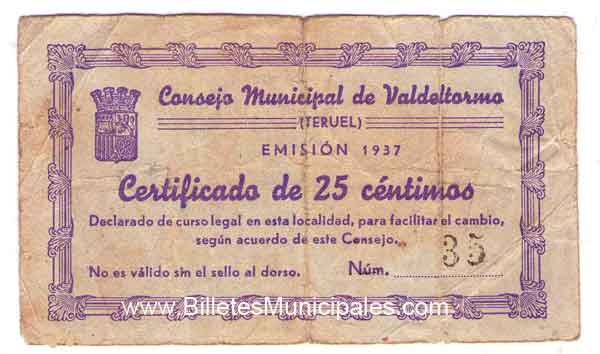 Consejo Municipal de Valdeltormo
(TERUEL)
EMISIÓN 1937
Certificado de 25 céntimos
Declarado de curso legal en esta localidad, para facilitar el cambio,
según acuerdo de este Consejo.
No es válido sin el sello al dorso.
Núm. 35
www.BilletesMunicipales.com